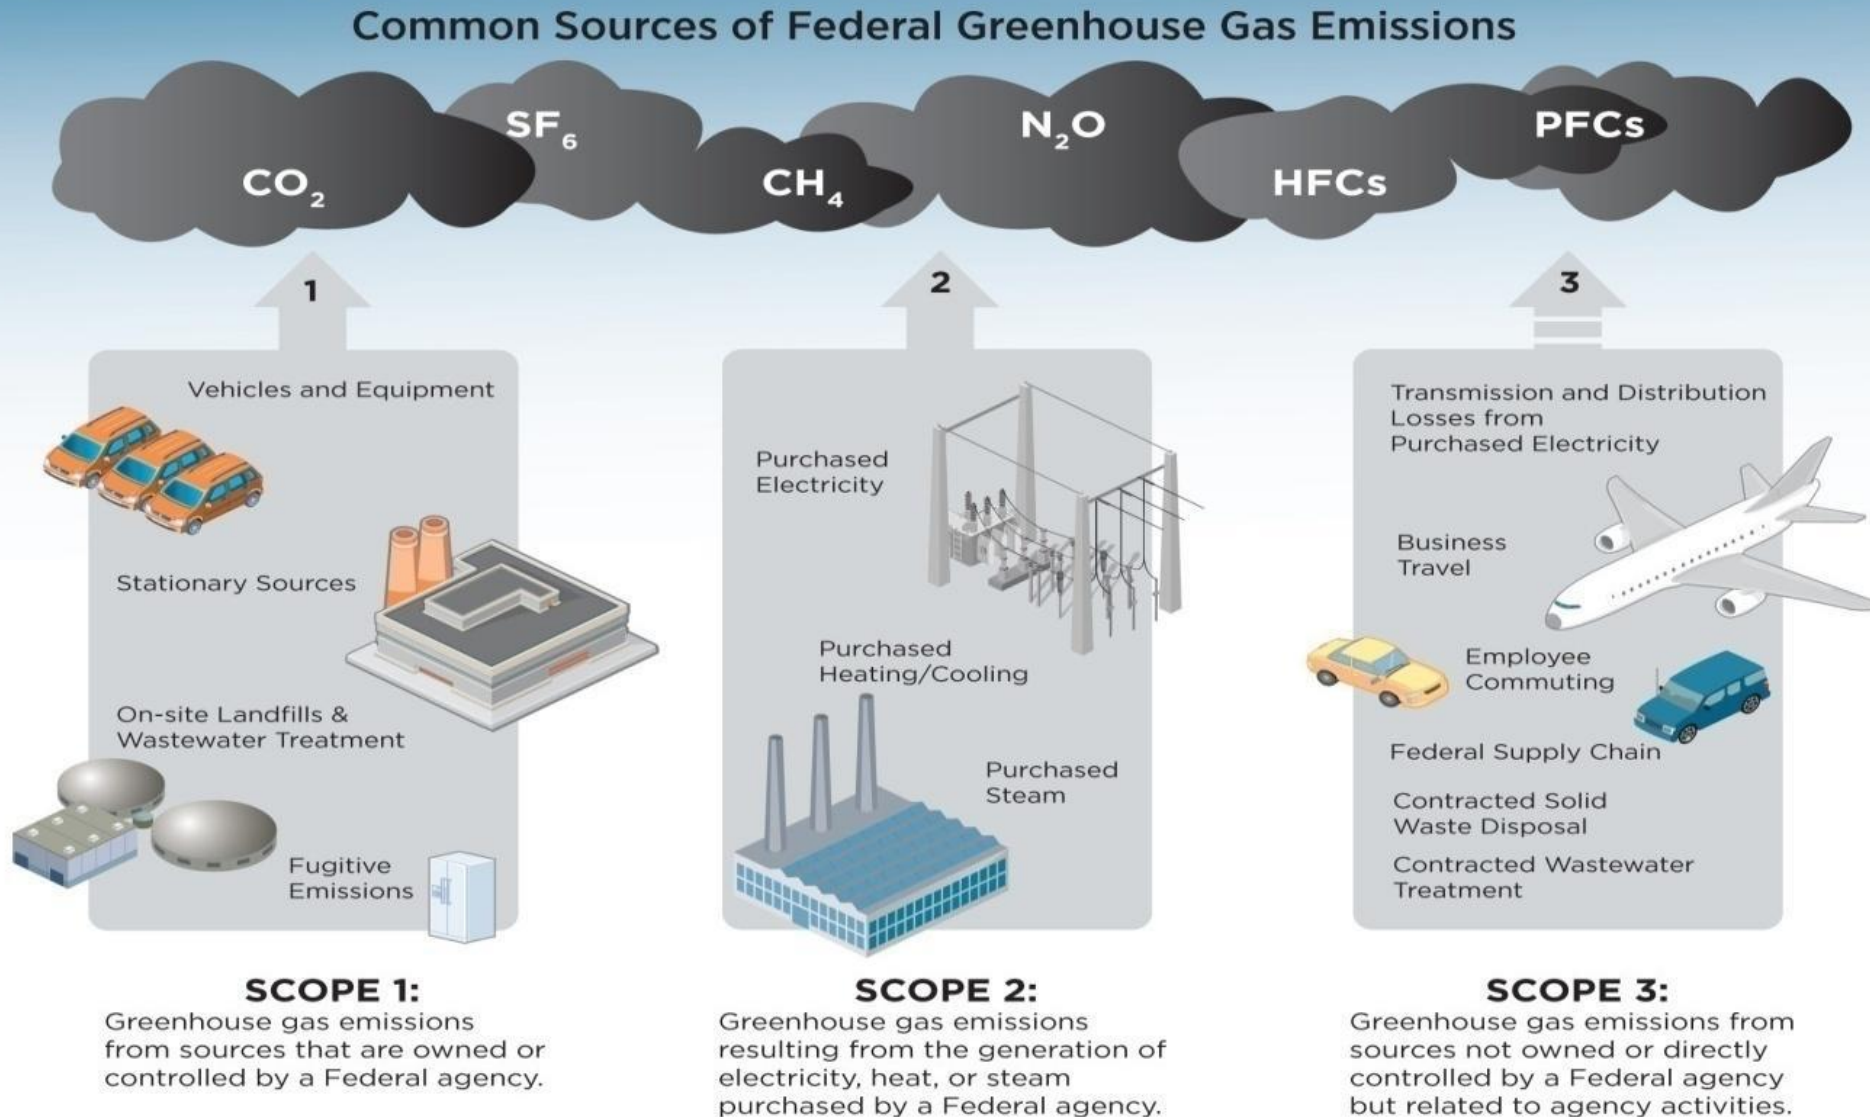 Common Sources of Federal Greenhouse Gas Emissions
CO₂
SF₆
CH₄
N₂O
HFCs
PFCs
1
Vehicles and Equipment
Stationary Sources
On-site Landfills &
Wastewater Treatment
Fugitive
Emissions
SCOPE 1:
Greenhouse gas emissions
from sources that are owned or
controlled by a Federal agency.
2
Purchased
Electricity
Purchased
Heating/Cooling
Purchased
Steam
SCOPE 2:
Greenhouse gas emissions
resulting from the generation of
electricity, heat, or steam
purchased by a Federal agency.
3
Transmission and Distribution
Losses from
Purchased Electricity
Business
Travel
Employee
Commuting
Federal Supply Chain
Contracted Solid
Waste Disposal
Contracted Wastewater
Treatment
SCOPE 3:
Greenhouse gas emissions from
sources not owned or directly
controlled by a Federal agency
but related to agency activities.